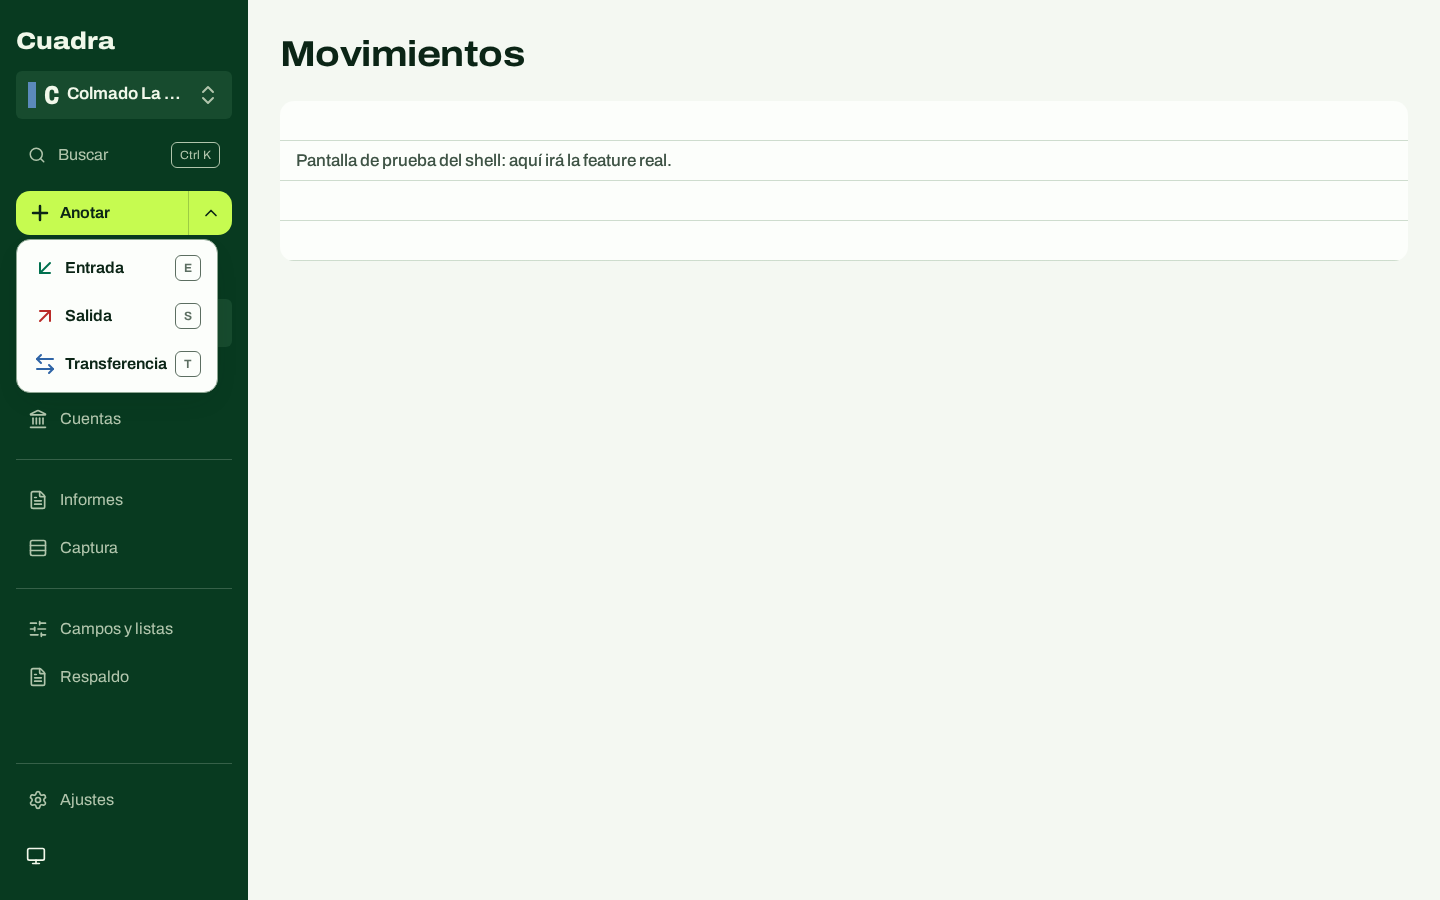 Cuadra
C Colmado La ...
Buscar Ctrl K
Anotar
Entrada E
Salida S
Transferencia T
Cuentas
Informes
Captura
Campos y listas
Respaldo
Ajustes
Movimientos
Pantalla de prueba del shell: aquí irá la feature real.